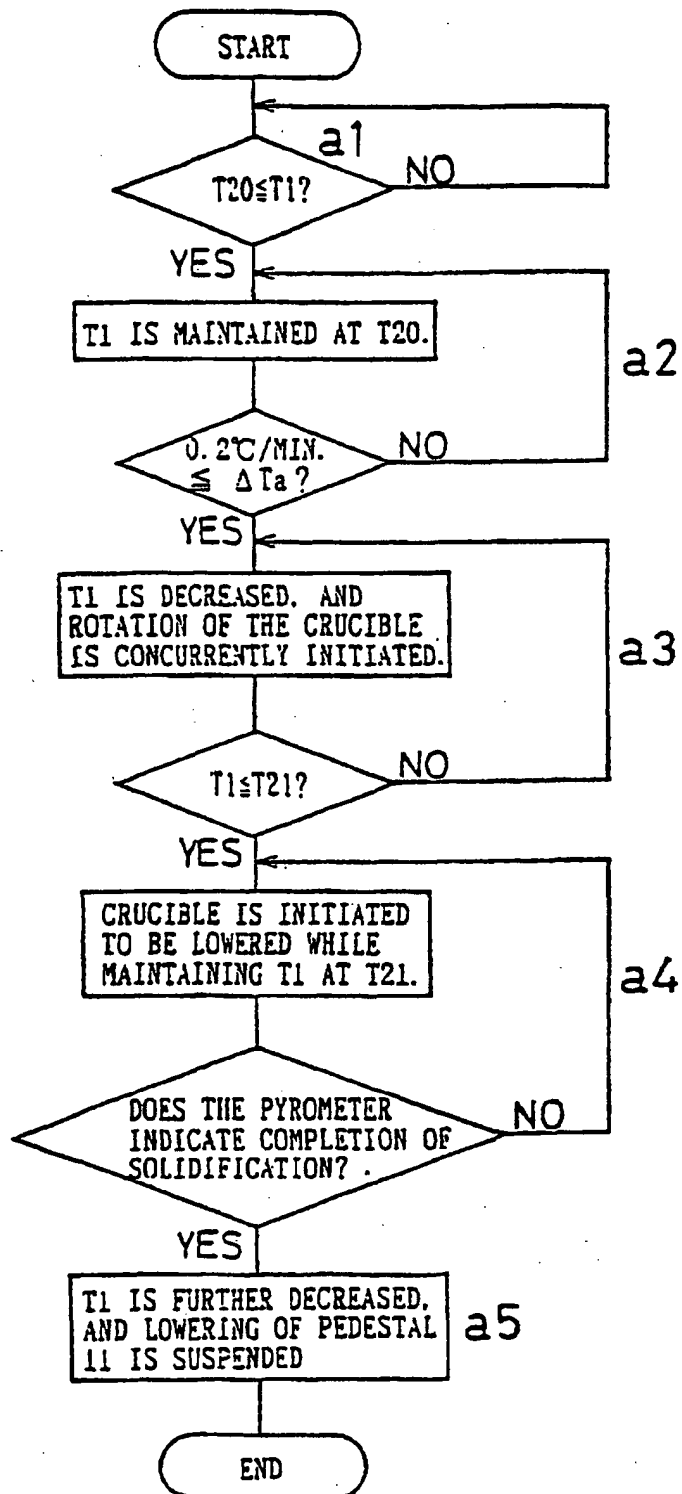 START
a1
T20≦T1?
NO
YES
T1 IS MAINTAINED AT T20.
a2
0.2℃/MIN.
≦ ΔTa?
NO
YES
T1 IS DECREASED, AND
ROTATION OF THE CRUCIBLE
IS CONCURRENTLY INITIATED.
a3
T1≦T21?
NO
YES
CRUCIBLE IS INITIATED
TO BE LOWERED WHILE
MAINTAINING T1 AT T21.
a4
DOES THE PYROMETER
INDICATE COMPLETION OF
SOLIDIFICATION?
NO
YES
T1 IS FURTHER DECREASED,
AND LOWERING OF PEDESTAL
11 IS SUSPENDED
a5
END